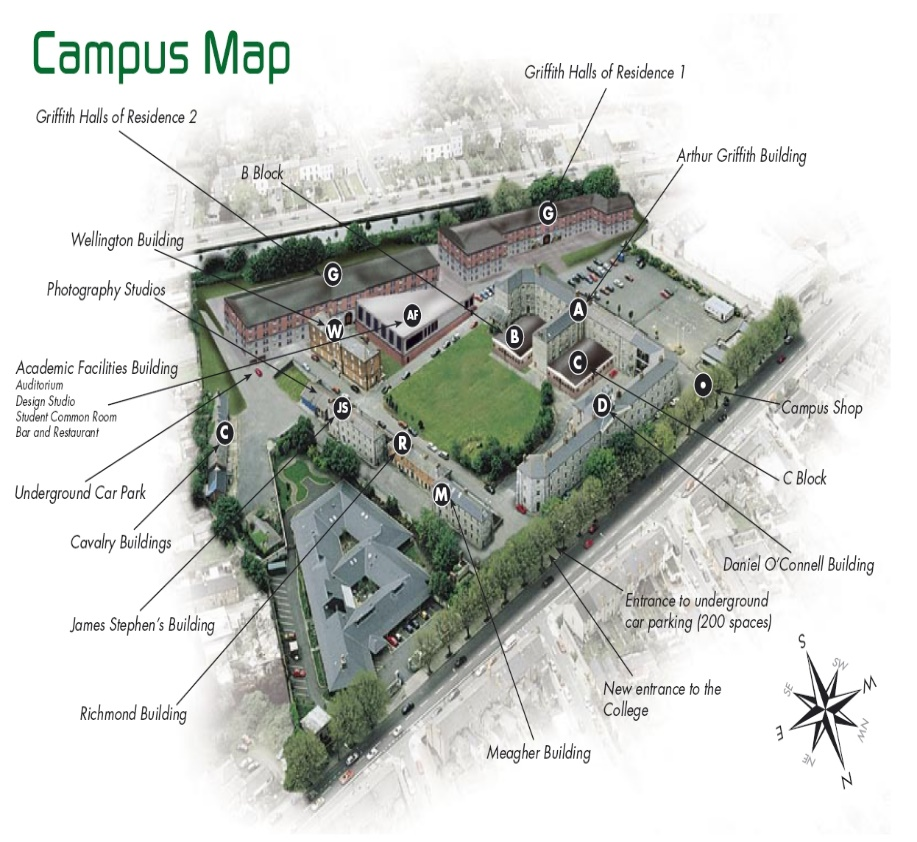 Campus Map
Griffith Halls of Residence 1
Griffith Halls of Residence 2
Arthur Griffith Building
B Block
Wellington Building
Photography Studios
Academic Facilities Building
Auditorium
Design Studio
Student Common Room
Bar and Restaurant
Underground Car Park
Cavalry Buildings
James Stephen's Building
Richmond Building
Meagher Building
New entrance to the
College
Entrance to underground
car parking (200 spaces)
Daniel O'Connell Building
C Block
Campus Shop
G
G
W
AF
A
B
C
D
JS
R
C
M
S
SW
SE
W
E
NW
NE
N